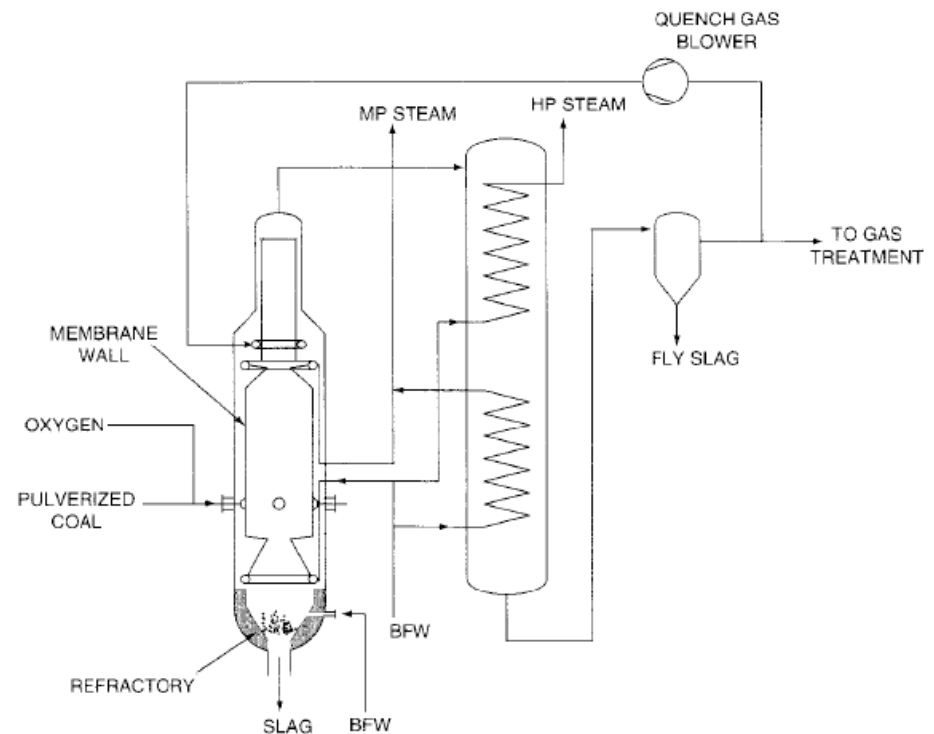 QUENCH GAS
BLOWER
MP STEAM
HP STEAM
TO GAS
TREATMENT
MEMBRANE
WALL
FLY SLAG
OXYGEN
PULVERIZED
COAL
BFW
REFRACTORY
SLAG
BFW